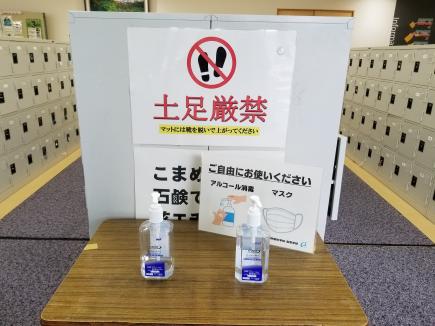 土足厳禁
マットには靴を脱いで上がってください
こまめ
石鹸で
ご自由にお使いください
アルコール消毒
マスク